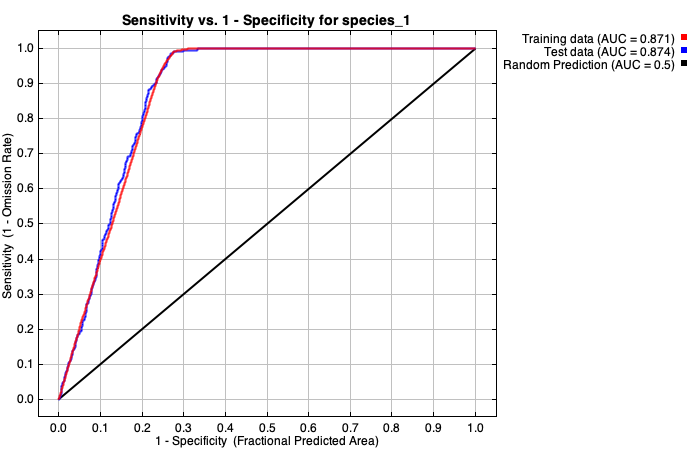 Sensitivity vs. 1 - Specificity for species_1
Training data (AUC = 0.871)
Test data (AUC = 0.874)
Random Prediction (AUC = 0.5)
Sensitivity (1 - Omission Rate)
1.0
0.9
0.8
0.7
0.6
0.5
0.4
0.3
0.2
0.1
0.0
0.0 0.1 0.2 0.3 0.4 0.5 0.6 0.7 0.8 0.9 1.0
1 - Specificity (Fractional Predicted Area)